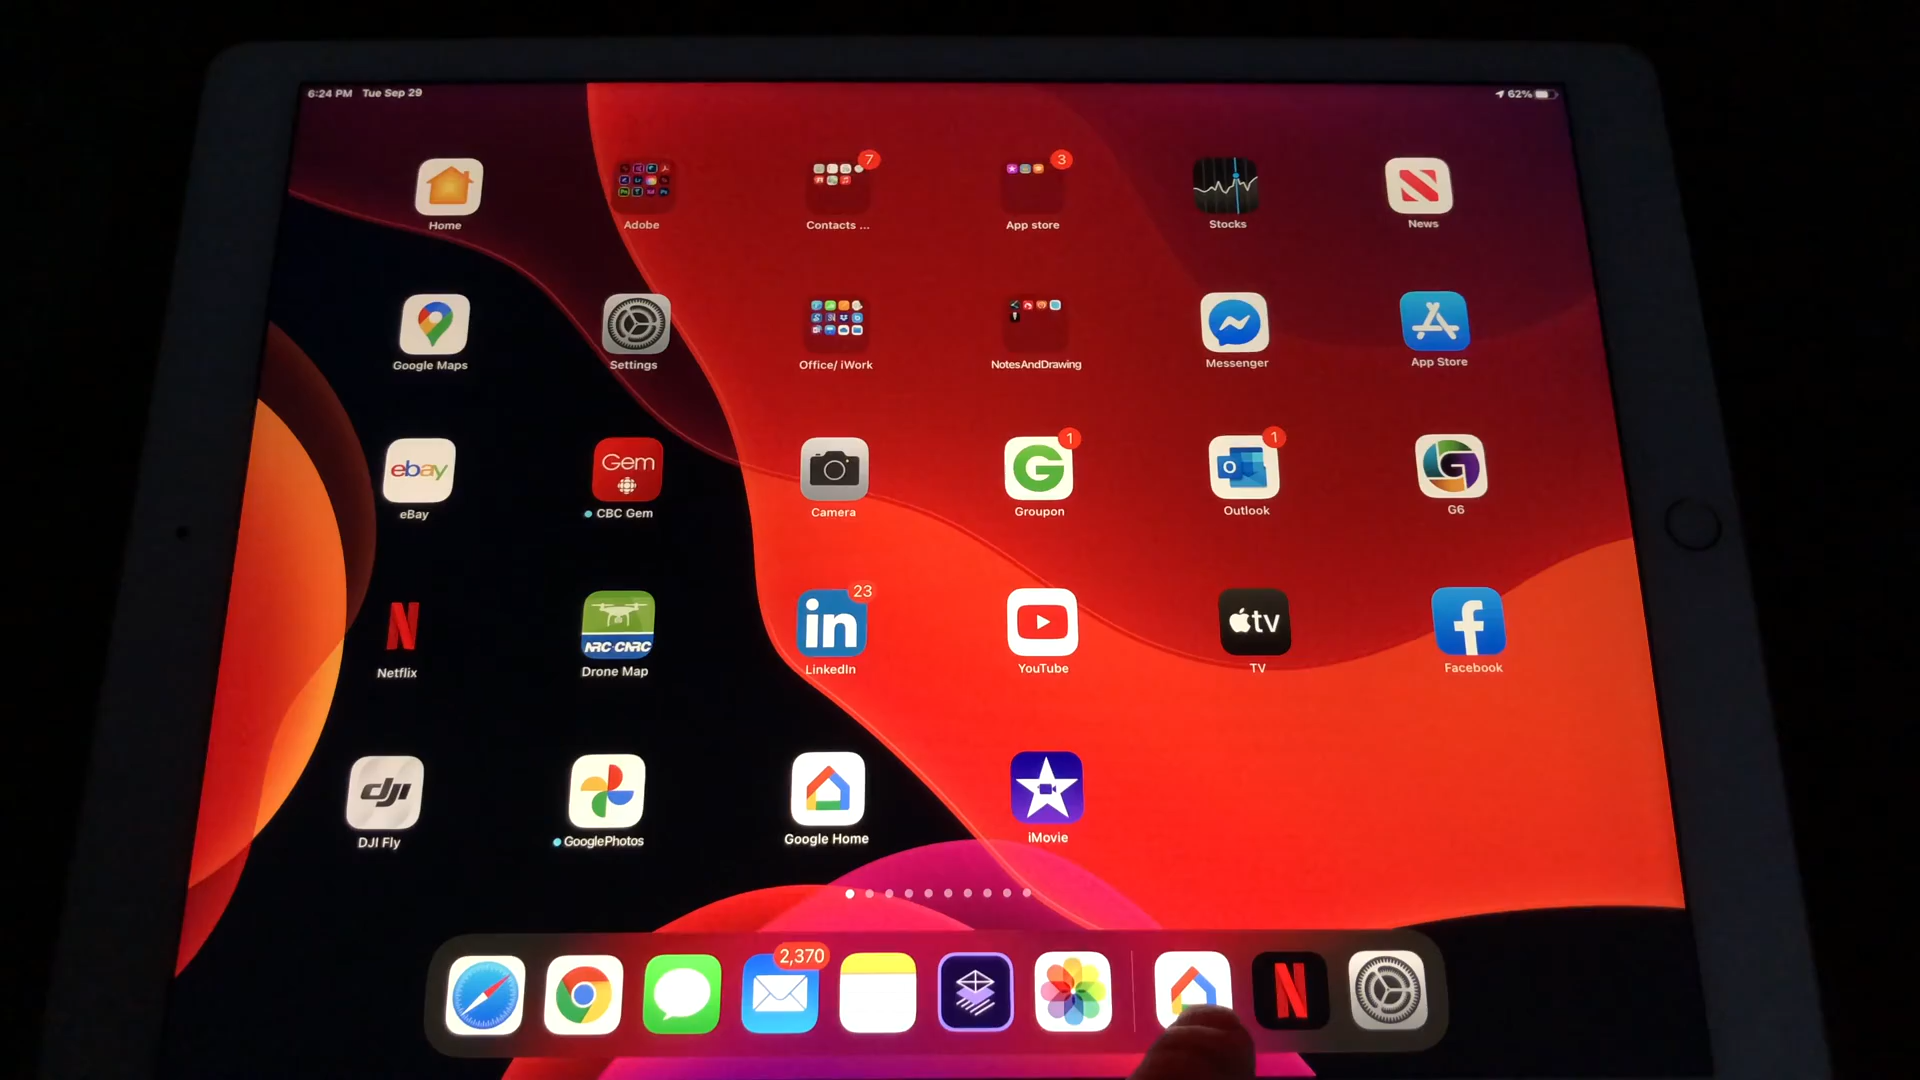 6:24 PM Tue Sep 29
62%
7
3
Home
Adobe
Contacts ...
App store
Stocks
News
Google Maps
Settings
Office/ iWork
NotesAndDrawing
Messenger
App Store
ebay
Gem
1
1
eBay
CBC Gem
Camera
Groupon
Outlook
G6
N
NRC·CNRC
in
23
tv
Netflix
Drone Map
LinkedIn
YouTube
TV
Facebook
dji
DJI Fly
GooglePhotos
Google Home
iMovie
2,370
N